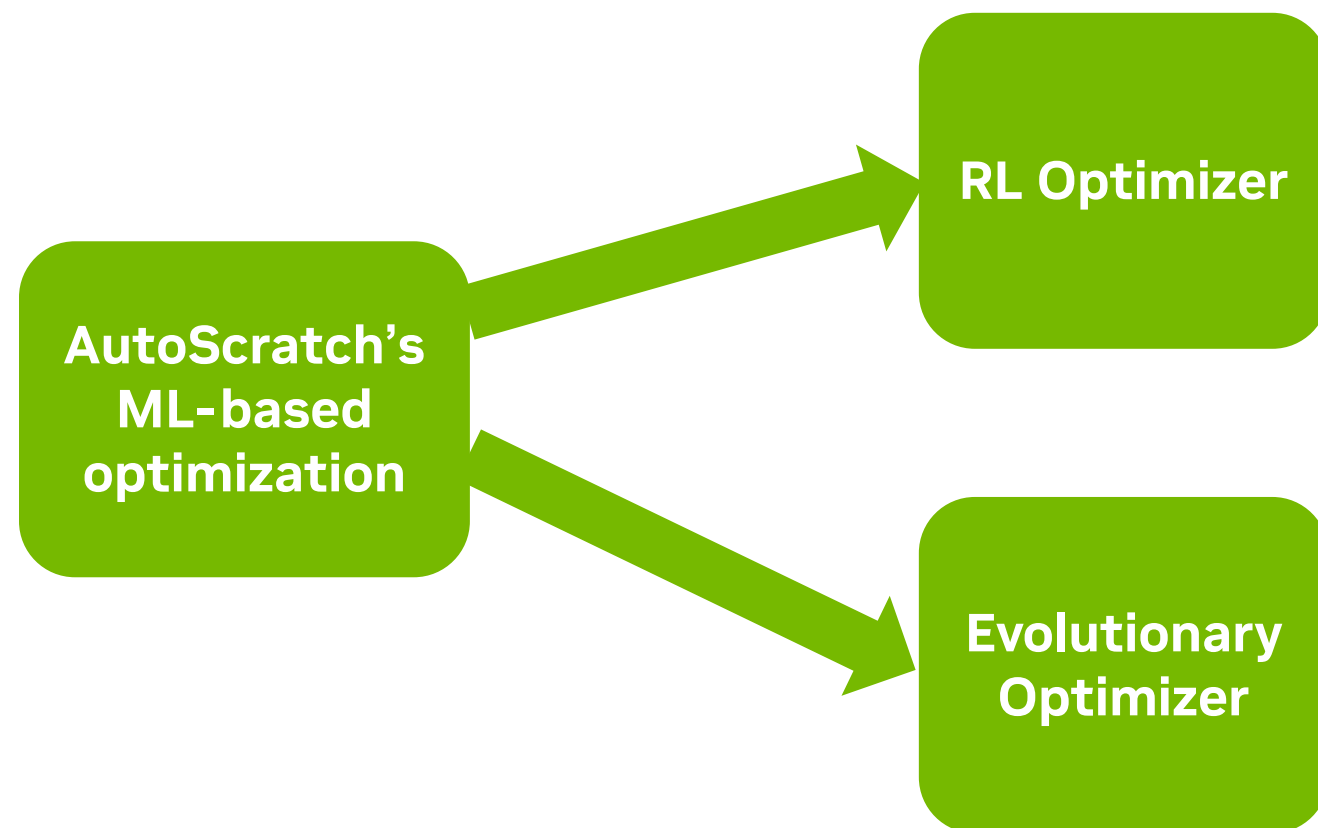 AutoScratch’s
ML-based
optimization
RL Optimizer
Evolutionary
Optimizer